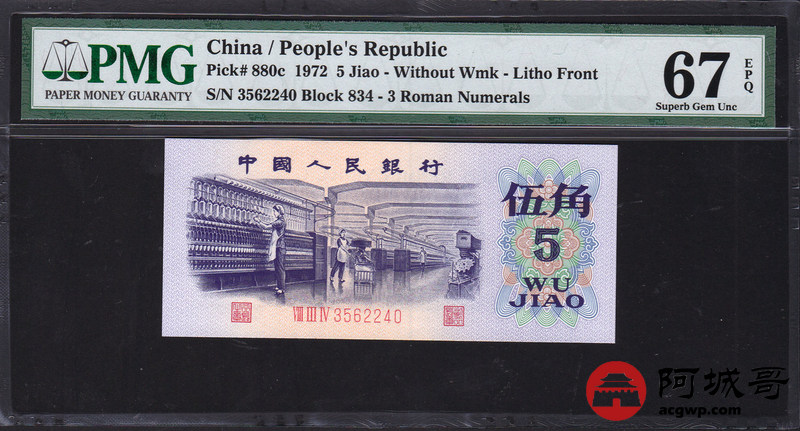 PMG
PAPER MONEY GUARANTY
China / People's Republic
Pick# 880c 1972 5 Jiao - Without Wmk - Litho Front
S/N 3562240 Block 834 - 3 Roman Numerals
67
EPQ
Superb Gem Unc
中國人民銀行
伍角
5
WU
JIAO
VIII III IV 3562240
阿城哥
acgwp.com